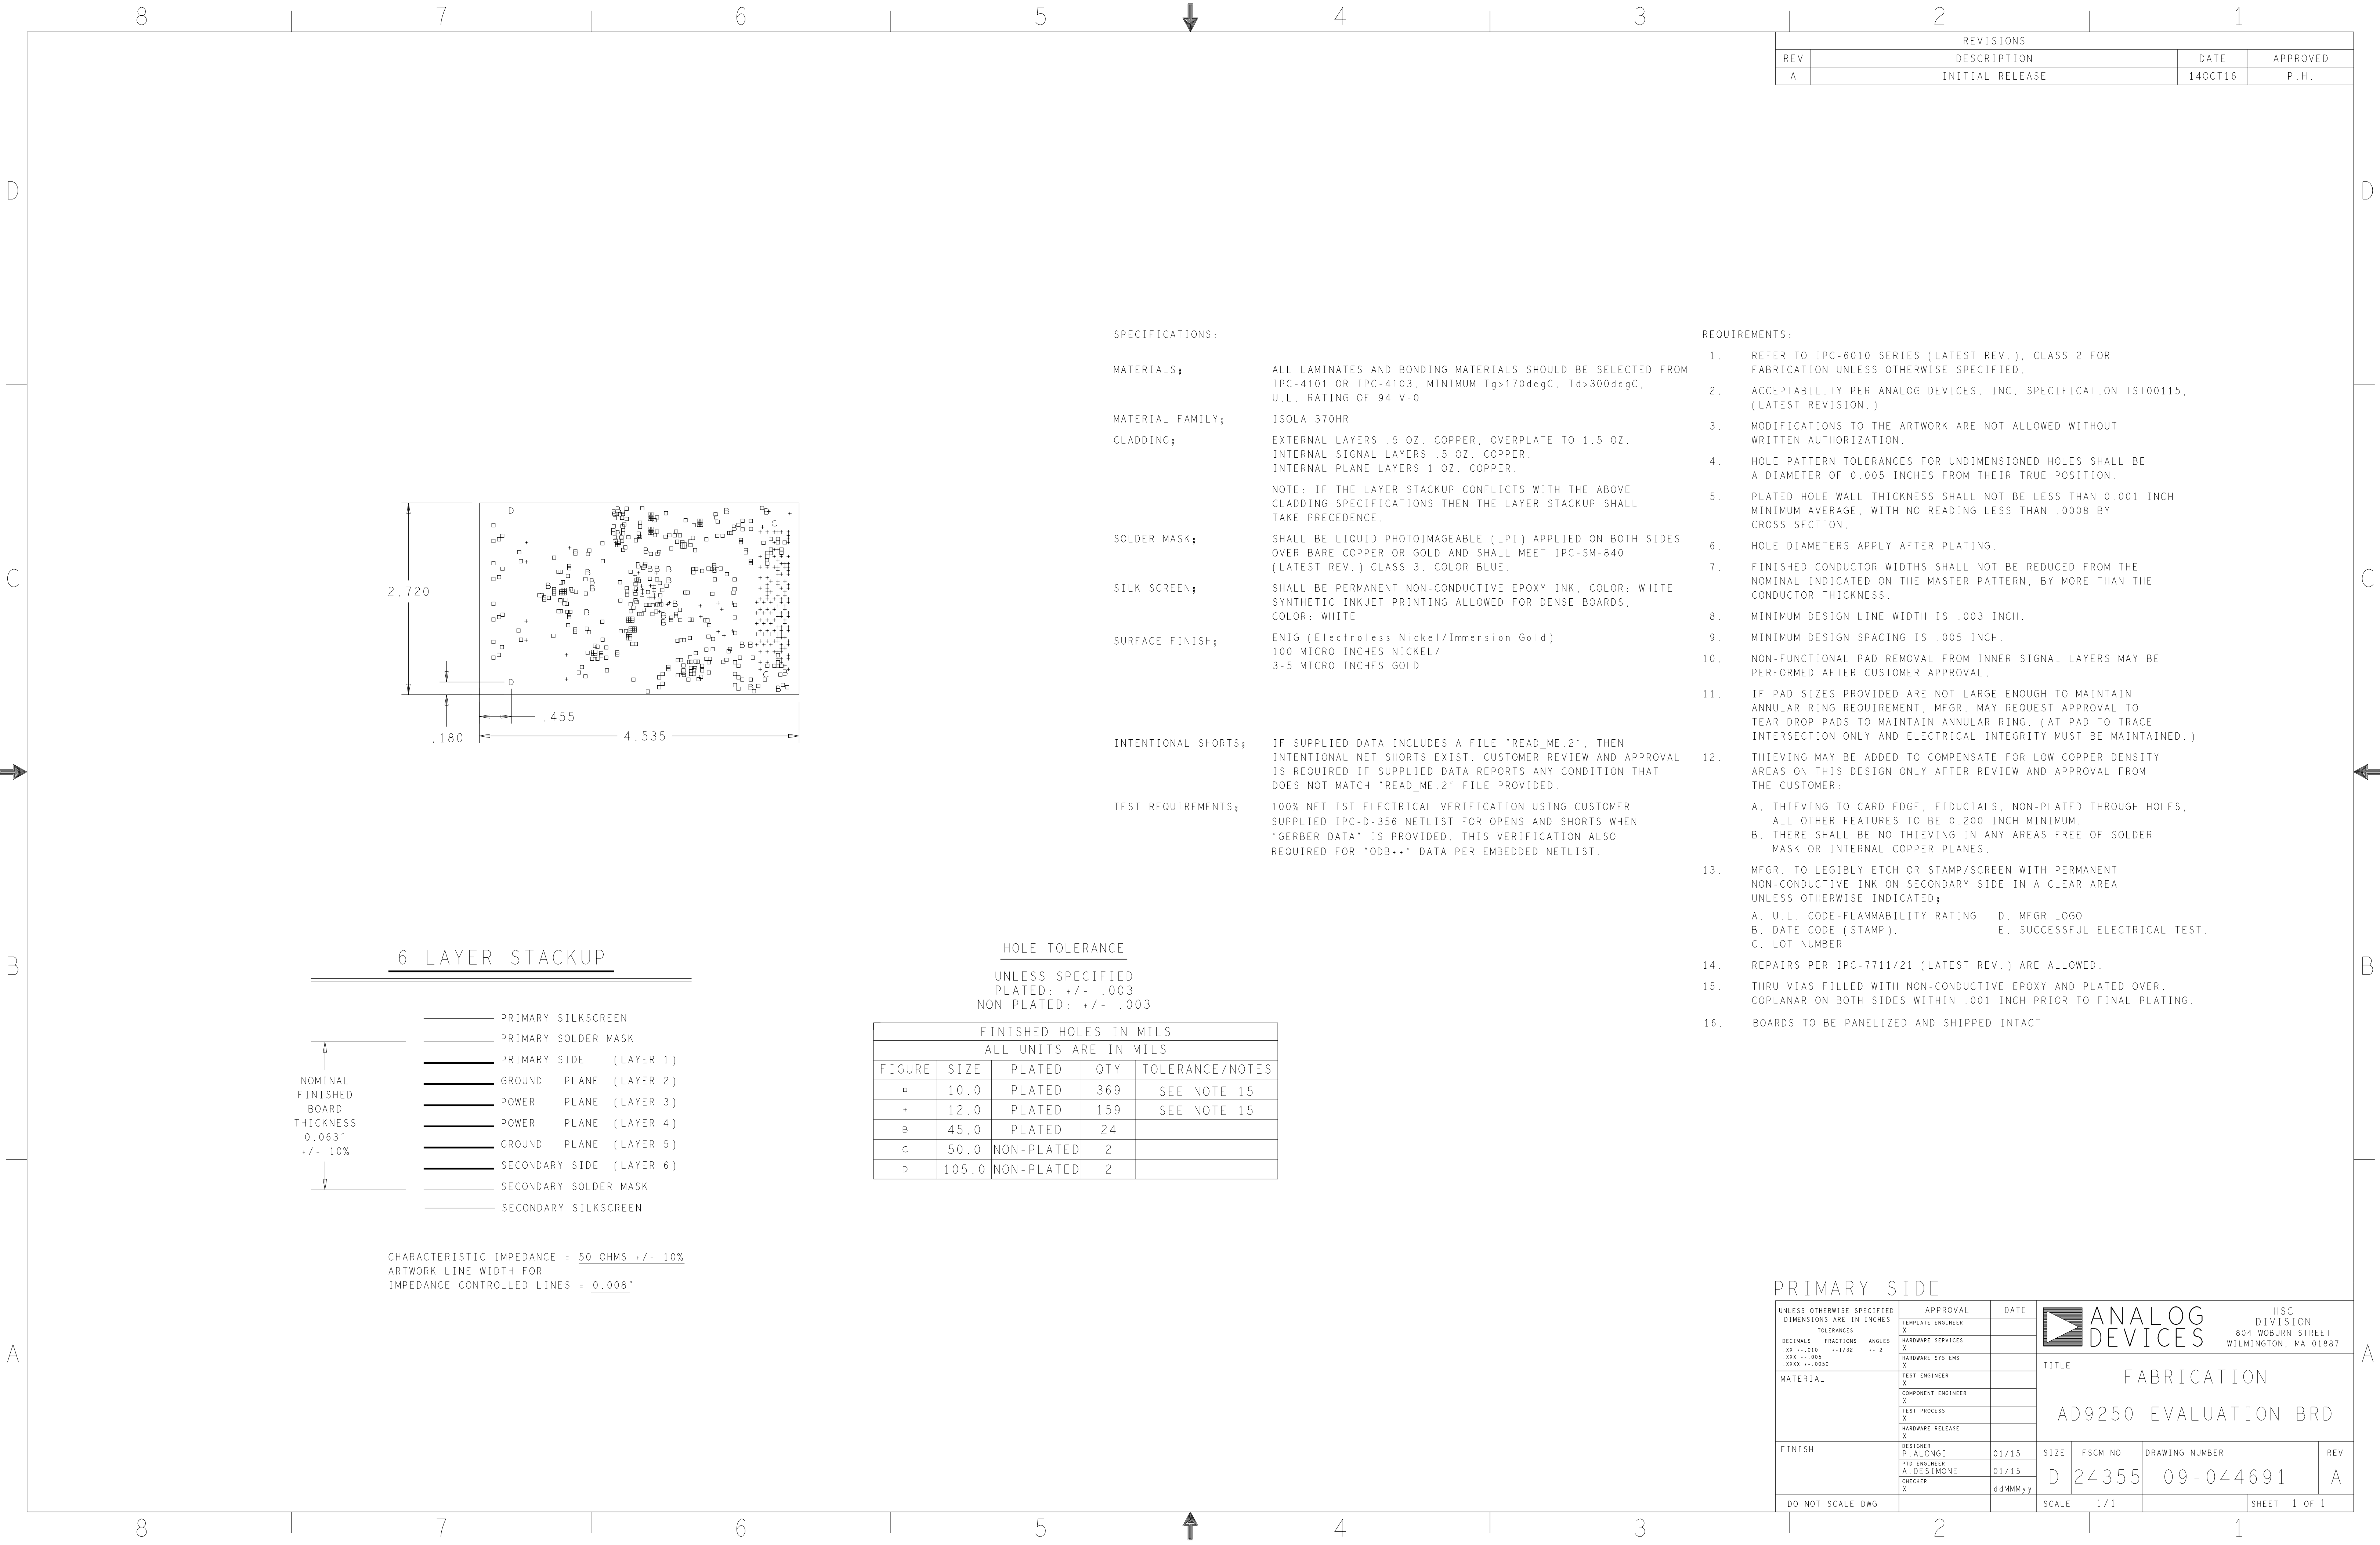 8 7 6 5 4 3 2 1
REVISIONS
REV DESCRIPTION DATE APPROVED
A INITIAL RELEASE 14OCT16 P.H.
D D
C C
B B
A A
SPECIFICATIONS:
MATERIALS; ALL LAMINATES AND BONDING MATERIALS SHOULD BE SELECTED FROM
IPC-4101 OR IPC-4103, MINIMUM Tg>170degC, Td>300degC,
U.L. RATING OF 94 V-0
MATERIAL FAMILY; ISOLA 370HR
CLADDING; EXTERNAL LAYERS .5 OZ. COPPER, OVERPLATE TO 1.5 OZ.
INTERNAL SIGNAL LAYERS .5 OZ. COPPER.
INTERNAL PLANE LAYERS 1 OZ. COPPER.
NOTE: IF THE LAYER STACKUP CONFLICTS WITH THE ABOVE
CLADDING SPECIFICATIONS THEN THE LAYER STACKUP SHALL
TAKE PRECEDENCE.
SOLDER MASK; SHALL BE LIQUID PHOTOIMAGEABLE (LPI) APPLIED ON BOTH SIDES
OVER BARE COPPER OR GOLD AND SHALL MEET IPC-SM-840
(LATEST REV.) CLASS 3. COLOR BLUE.
SILK SCREEN; SHALL BE PERMANENT NON-CONDUCTIVE EPOXY INK, COLOR: WHITE
SYNTHETIC INKJET PRINTING ALLOWED FOR DENSE BOARDS,
COLOR: WHITE
SURFACE FINISH; ENIG (Electroless Nickel/Immersion Gold)
100 MICRO INCHES NICKEL/
3-5 MICRO INCHES GOLD
INTENTIONAL SHORTS; IF SUPPLIED DATA INCLUDES A FILE "READ_ME.2", THEN
INTENTIONAL NET SHORTS EXIST. CUSTOMER REVIEW AND APPROVAL
IS REQUIRED IF SUPPLIED DATA REPORTS ANY CONDITION THAT
DOES NOT MATCH "READ_ME.2" FILE PROVIDED.
TEST REQUIREMENTS; 100% NETLIST ELECTRICAL VERIFICATION USING CUSTOMER
SUPPLIED IPC-D-356 NETLIST FOR OPENS AND SHORTS WHEN
"GERBER DATA" IS PROVIDED. THIS VERIFICATION ALSO
REQUIRED FOR "ODB++" DATA PER EMBEDDED NETLIST.
REQUIREMENTS:
1. REFER TO IPC-6010 SERIES (LATEST REV.), CLASS 2 FOR
FABRICATION UNLESS OTHERWISE SPECIFIED.
2. ACCEPTABILITY PER ANALOG DEVICES, INC. SPECIFICATION TST00115,
(LATEST REVISION.)
3. MODIFICATIONS TO THE ARTWORK ARE NOT ALLOWED WITHOUT
WRITTEN AUTHORIZATION.
4. HOLE PATTERN TOLERANCES FOR UNDIMENSIONED HOLES SHALL BE
A DIAMETER OF 0.005 INCHES FROM THEIR TRUE POSITION.
5. PLATED HOLE WALL THICKNESS SHALL NOT BE LESS THAN 0.001 INCH
MINIMUM AVERAGE, WITH NO READING LESS THAN .0008 BY
CROSS SECTION.
6. HOLE DIAMETERS APPLY AFTER PLATING.
7. FINISHED CONDUCTOR WIDTHS SHALL NOT BE REDUCED FROM THE
NOMINAL INDICATED ON THE MASTER PATTERN, BY MORE THAN THE
CONDUCTOR THICKNESS.
8. MINIMUM DESIGN LINE WIDTH IS .003 INCH.
9. MINIMUM DESIGN SPACING IS .005 INCH.
10. NON-FUNCTIONAL PAD REMOVAL FROM INNER SIGNAL LAYERS MAY BE
PERFORMED AFTER CUSTOMER APPROVAL.
11. IF PAD SIZES PROVIDED ARE NOT LARGE ENOUGH TO MAINTAIN
ANNULAR RING REQUIREMENT, MFGR. MAY REQUEST APPROVAL TO
TEAR DROP PADS TO MAINTAIN ANNULAR RING. (AT PAD TO TRACE
INTERSECTION ONLY AND ELECTRICAL INTEGRITY MUST BE MAINTAINED.)
12. THIEVING MAY BE ADDED TO COMPENSATE FOR LOW COPPER DENSITY
AREAS ON THIS DESIGN ONLY AFTER REVIEW AND APPROVAL FROM
THE CUSTOMER:
A. THIEVING TO CARD EDGE, FIDUCIALS, NON-PLATED THROUGH HOLES,
ALL OTHER FEATURES TO BE 0.200 INCH MINIMUM.
B. THERE SHALL BE NO THIEVING IN ANY AREAS FREE OF SOLDER
MASK OR INTERNAL COPPER PLANES.
13. MFGR. TO LEGIBLY ETCH OR STAMP/SCREEN WITH PERMANENT
NON-CONDUCTIVE INK ON SECONDARY SIDE IN A CLEAR AREA
UNLESS OTHERWISE INDICATED;
A. U.L. CODE-FLAMMABILITY RATING D. MFGR LOGO
B. DATE CODE (STAMP). E. SUCCESSFUL ELECTRICAL TEST.
C. LOT NUMBER
14. REPAIRS PER IPC-7711/21 (LATEST REV.) ARE ALLOWED.
15. THRU VIAS FILLED WITH NON-CONDUCTIVE EPOXY AND PLATED OVER,
COPLANAR ON BOTH SIDES WITHIN .001 INCH PRIOR TO FINAL PLATING.
16. BOARDS TO BE PANELIZED AND SHIPPED INTACT
2.720
.455
.180
4.535
6 LAYER STACKUP
PRIMARY SILKSCREEN
PRIMARY SOLDER MASK
PRIMARY SIDE (LAYER 1)
GROUND PLANE (LAYER 2)
POWER PLANE (LAYER 3)
POWER PLANE (LAYER 4)
GROUND PLANE (LAYER 5)
SECONDARY SIDE (LAYER 6)
SECONDARY SOLDER MASK
SECONDARY SILKSCREEN
NOMINAL
FINISHED
BOARD
THICKNESS
0.063"
+/- 10%
CHARACTERISTIC IMPEDANCE = 50 OHMS +/- 10%
ARTWORK LINE WIDTH FOR
IMPEDANCE CONTROLLED LINES = 0.008"
HOLE TOLERANCE
UNLESS SPECIFIED
PLATED: +/- .003
NON PLATED: +/- .003
FINISHED HOLES IN MILS
ALL UNITS ARE IN MILS
FIGURE SIZE PLATED QTY TOLERANCE/NOTES
10.0 PLATED 369 SEE NOTE 15
+ 12.0 PLATED 159 SEE NOTE 15
B 45.0 PLATED 24
C 50.0 NON-PLATED 2
D 105.0 NON-PLATED 2
PRIMARY SIDE
UNLESS OTHERWISE SPECIFIED
DIMENSIONS ARE IN INCHES
TOLERANCES
DECIMALS FRACTIONS ANGLES
.XX +-.010 +-1/32 +- 2
.XXX +-.005
.XXXX +-.0050
MATERIAL
FINISH
DO NOT SCALE DWG
APPROVAL DATE
TEMPLATE ENGINEER
X
HARDWARE SERVICES
X
HARDWARE SYSTEMS
X
TEST ENGINEER
X
COMPONENT ENGINEER
X
TEST PROCESS
X
HARDWARE RELEASE
X
DESIGNER
P.ALONGI 01/15
PTD ENGINEER
A.DESIMONE 01/15
CHECKER
X ddMMMyy
ANALOG
DEVICES
HSC
DIVISION
804 WOBURN STREET
WILMINGTON, MA 01887
TITLE
FABRICATION
AD9250 EVALUATION BRD
SIZE FSCM NO DRAWING NUMBER REV
D 24355 09-044691 A
SCALE 1/1 SHEET 1 OF 1
8 7 6 5 4 3 2 1